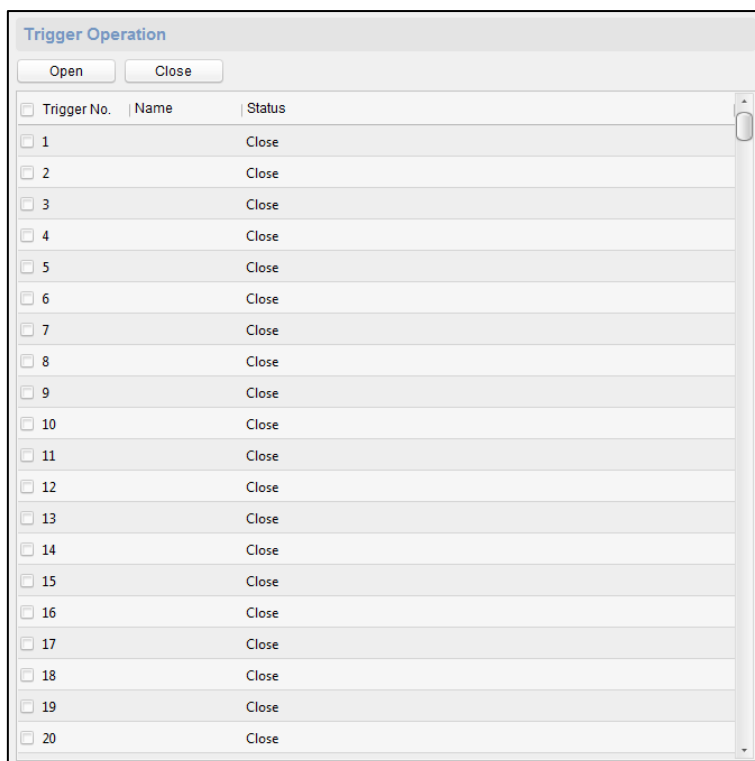 Trigger Operation
Open Close
Trigger No. Name Status
1 Close
2 Close
3 Close
4 Close
5 Close
6 Close
7 Close
8 Close
9 Close
10 Close
11 Close
12 Close
13 Close
14 Close
15 Close
16 Close
17 Close
18 Close
19 Close
20 Close